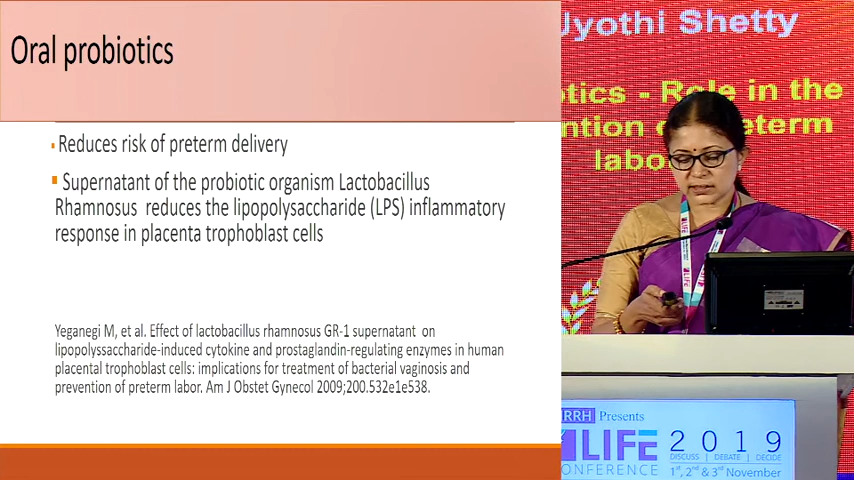 Oral probiotics
Reduces risk of preterm delivery
Supernatant of the probiotic organism Lactobacillus
Rhamnosus reduces the lipopolysaccharide (LPS) inflammatory
response in placenta trophoblast cells
Yeganegi M, et al. Effect of lactobacillus rhamnosus GR-1 supernatant on
lipopolyssaccharide-induced cytokine and prostaglandin-regulating enzymes in human
placental trophoblast cells: implications for treatment of bacterial vaginosis and
prevention of preterm labor. Am J Obstet Gynecol 2009;200.532e1e538.
Jyothi Shetty
otics - Role in the
ntion of preterm
labo
LIFE
RRH Presents
LIFE 2019
DISCUSS | DEBATE | DECIDE
ONFERENCE 1st, 2nd & 3rd November